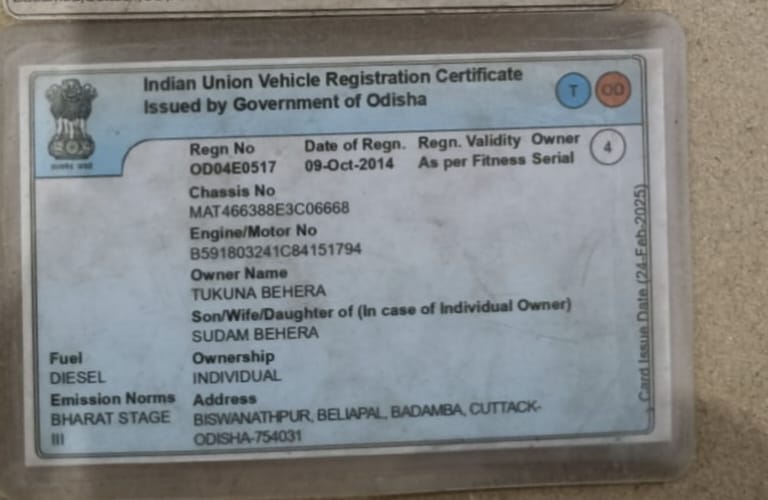 Indian Union Vehicle Registration Certificate
Issued by Government of Odisha
T OD
Regn No Date of Regn. Regn. Validity Owner
OD04E0517 09-Oct-2014 As per Fitness Serial 4
Chassis No
MAT466388E3C06668
Engine/Motor No
B591803241C84151794
Owner Name
TUKUNA BEHERA
Son/Wife/Daughter of (In case of Individual Owner)
SUDAM BEHERA
Fuel Ownership
DIESEL INDIVIDUAL
Emission Norms Address
BHARAT STAGE BISWANATHPUR, BELIAPAL, BADAMBA, CUTTACK-
III ODISHA-754031
Card Issue Date (24-Feb-2025)